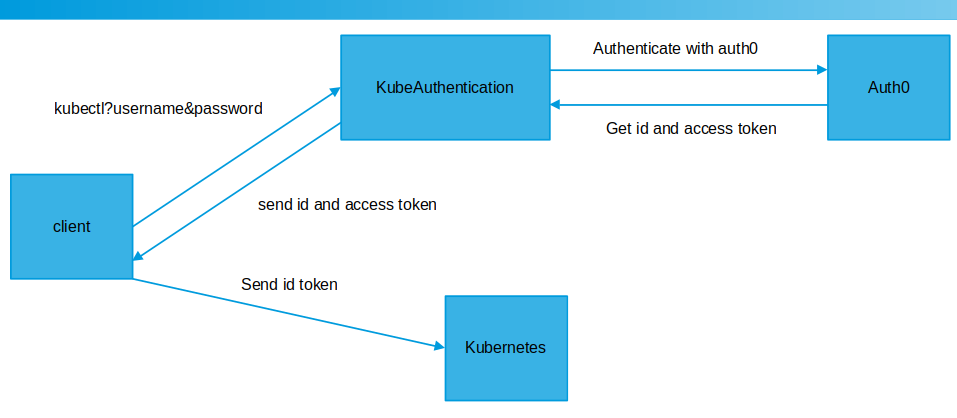 Authenticate with auth0
KubeAuthentication
Auth0
kubectl?username&password
Get id and access token
send id and access token
client
Send id token
Kubernetes